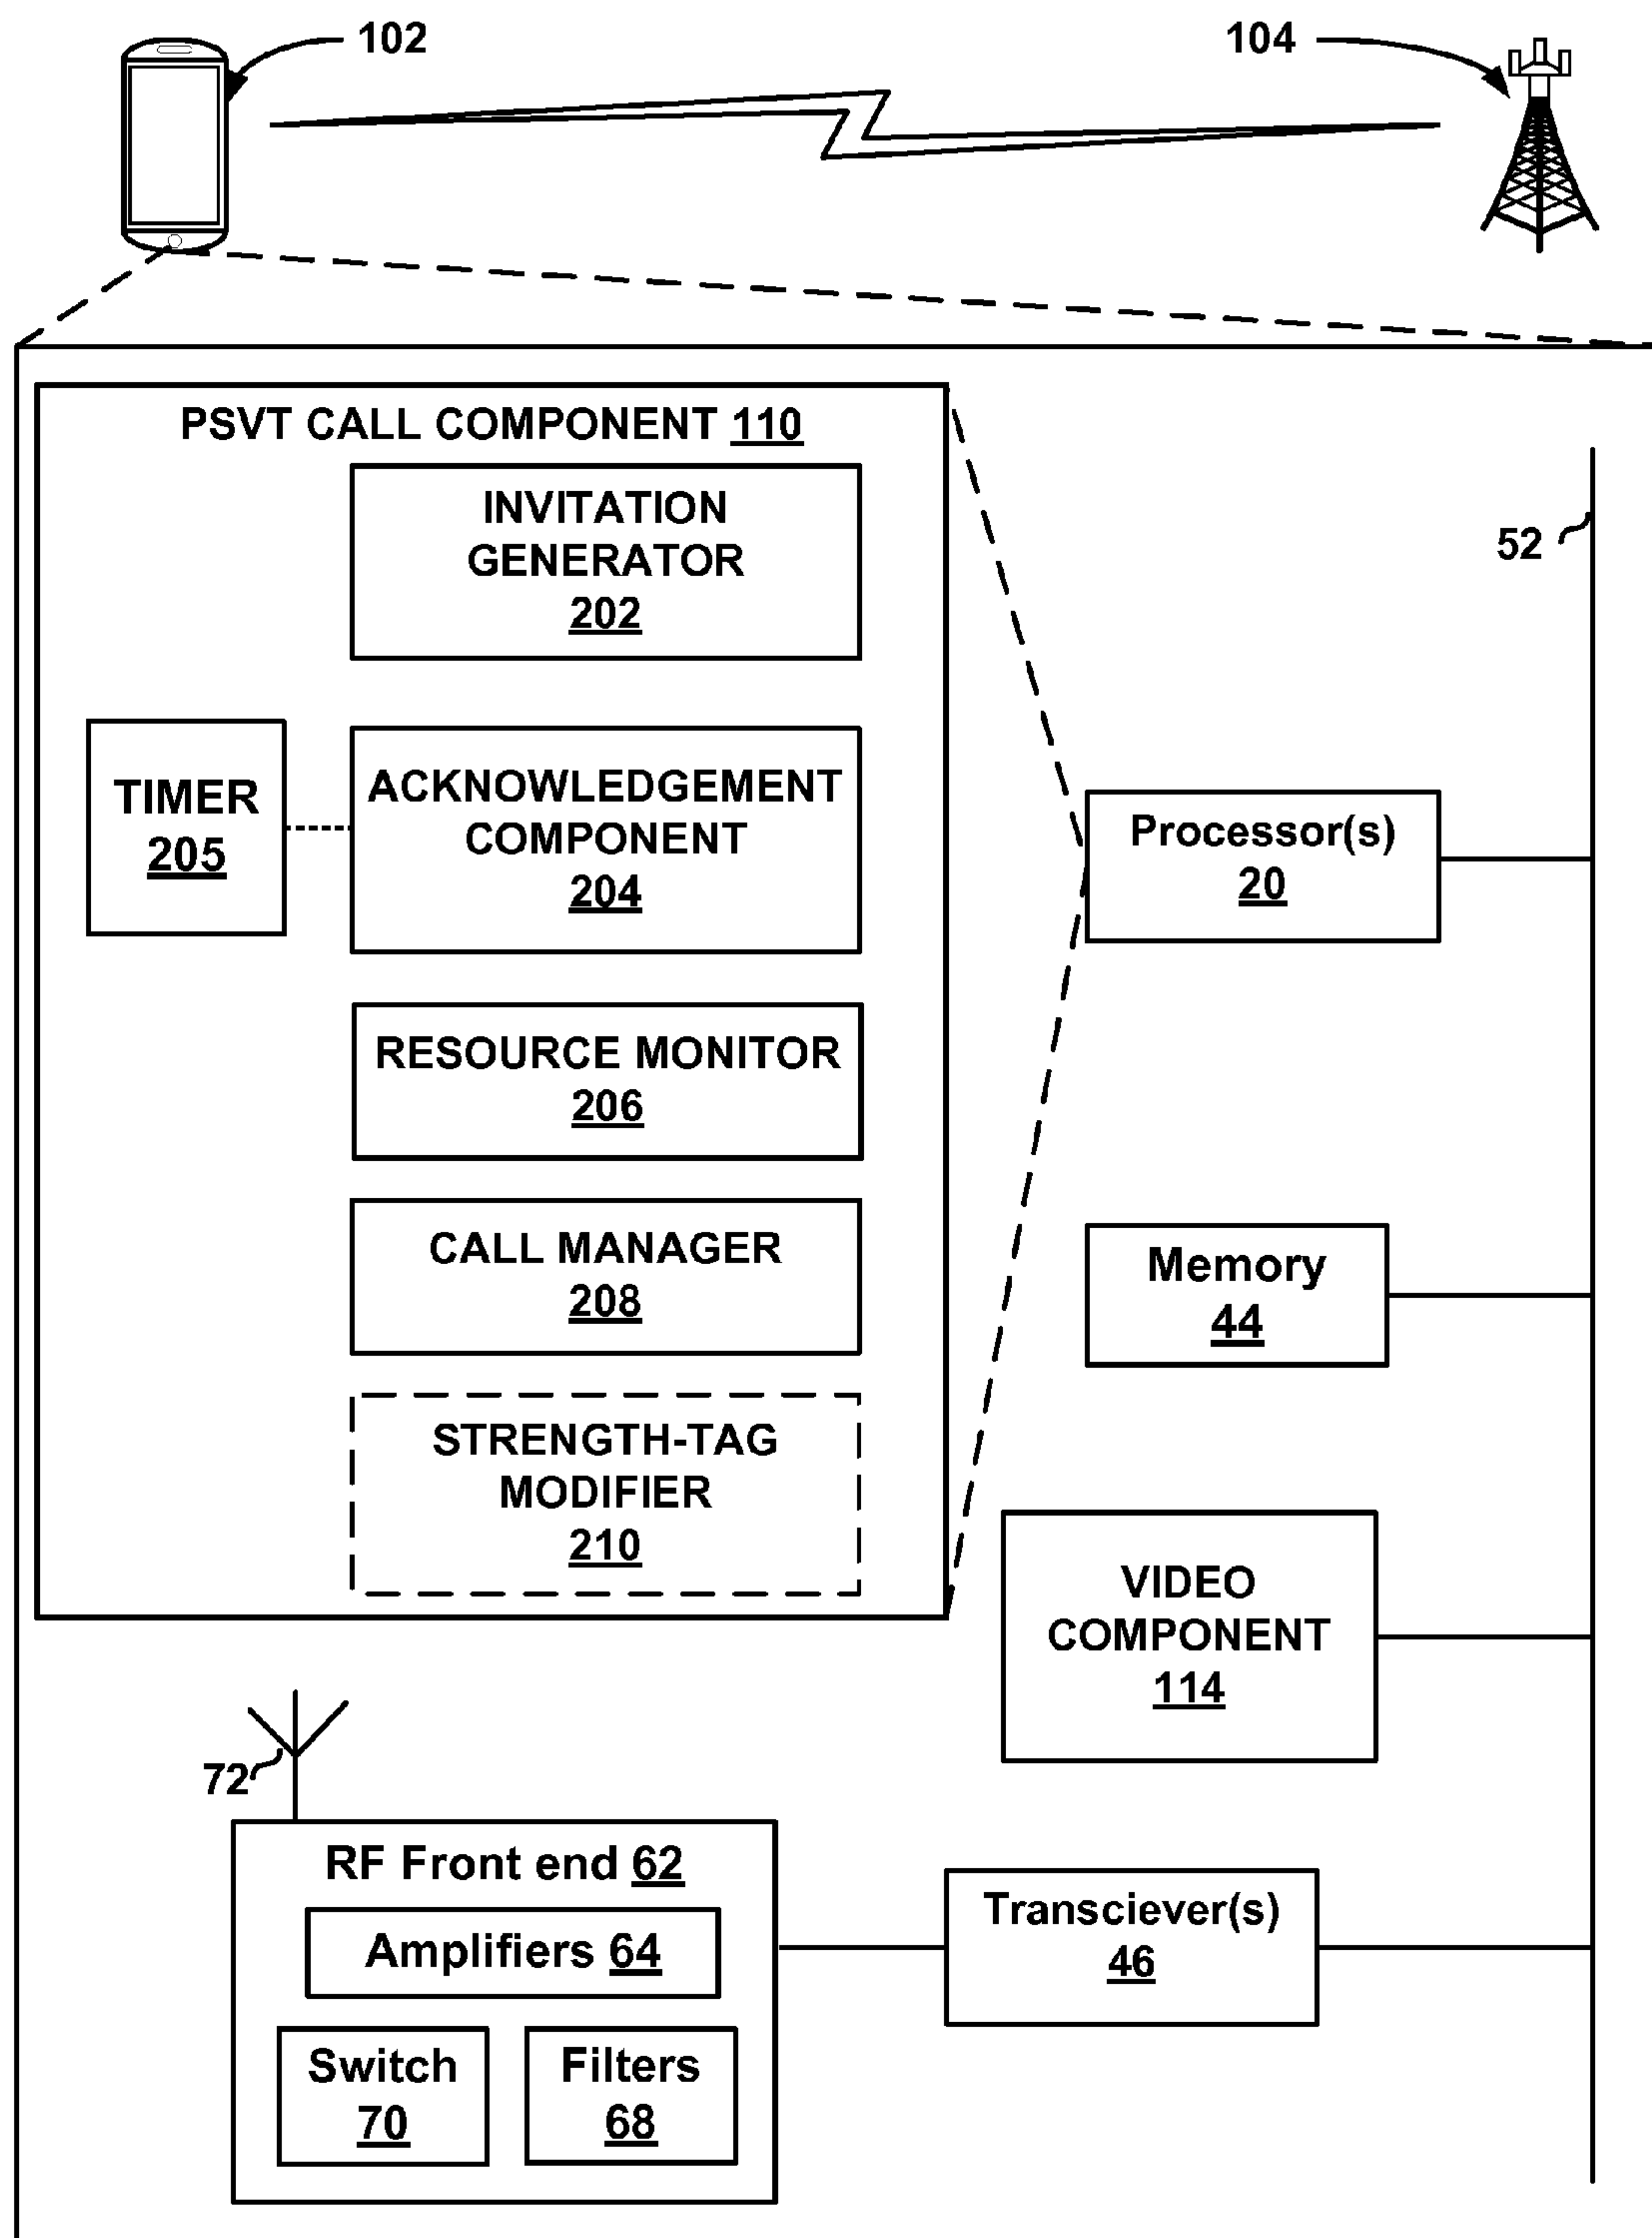 102
104
PSVT CALL COMPONENT 110
INVITATION
GENERATOR
202
52
TIMER
205
ACKNOWLEDGEMENT
COMPONENT
204
Processor(s)
20
RESOURCE MONITOR
206
CALL MANAGER
208
Memory
44
STRENGTH-TAG
MODIFIER
210
VIDEO
COMPONENT
114
72
RF Front end 62
Amplifiers 64
Switch
70
Filters
68
Transciever(s)
46